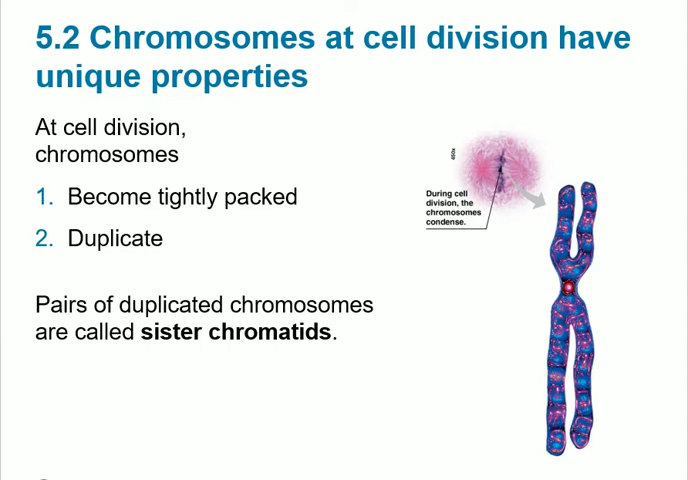 5.2 Chromosomes at cell division have
unique properties
At cell division,
chromosomes
1. Become tightly packed
2. Duplicate
Pairs of duplicated chromosomes
are called sister chromatids.
460x
During cell
division, the
chromosomes
condense.